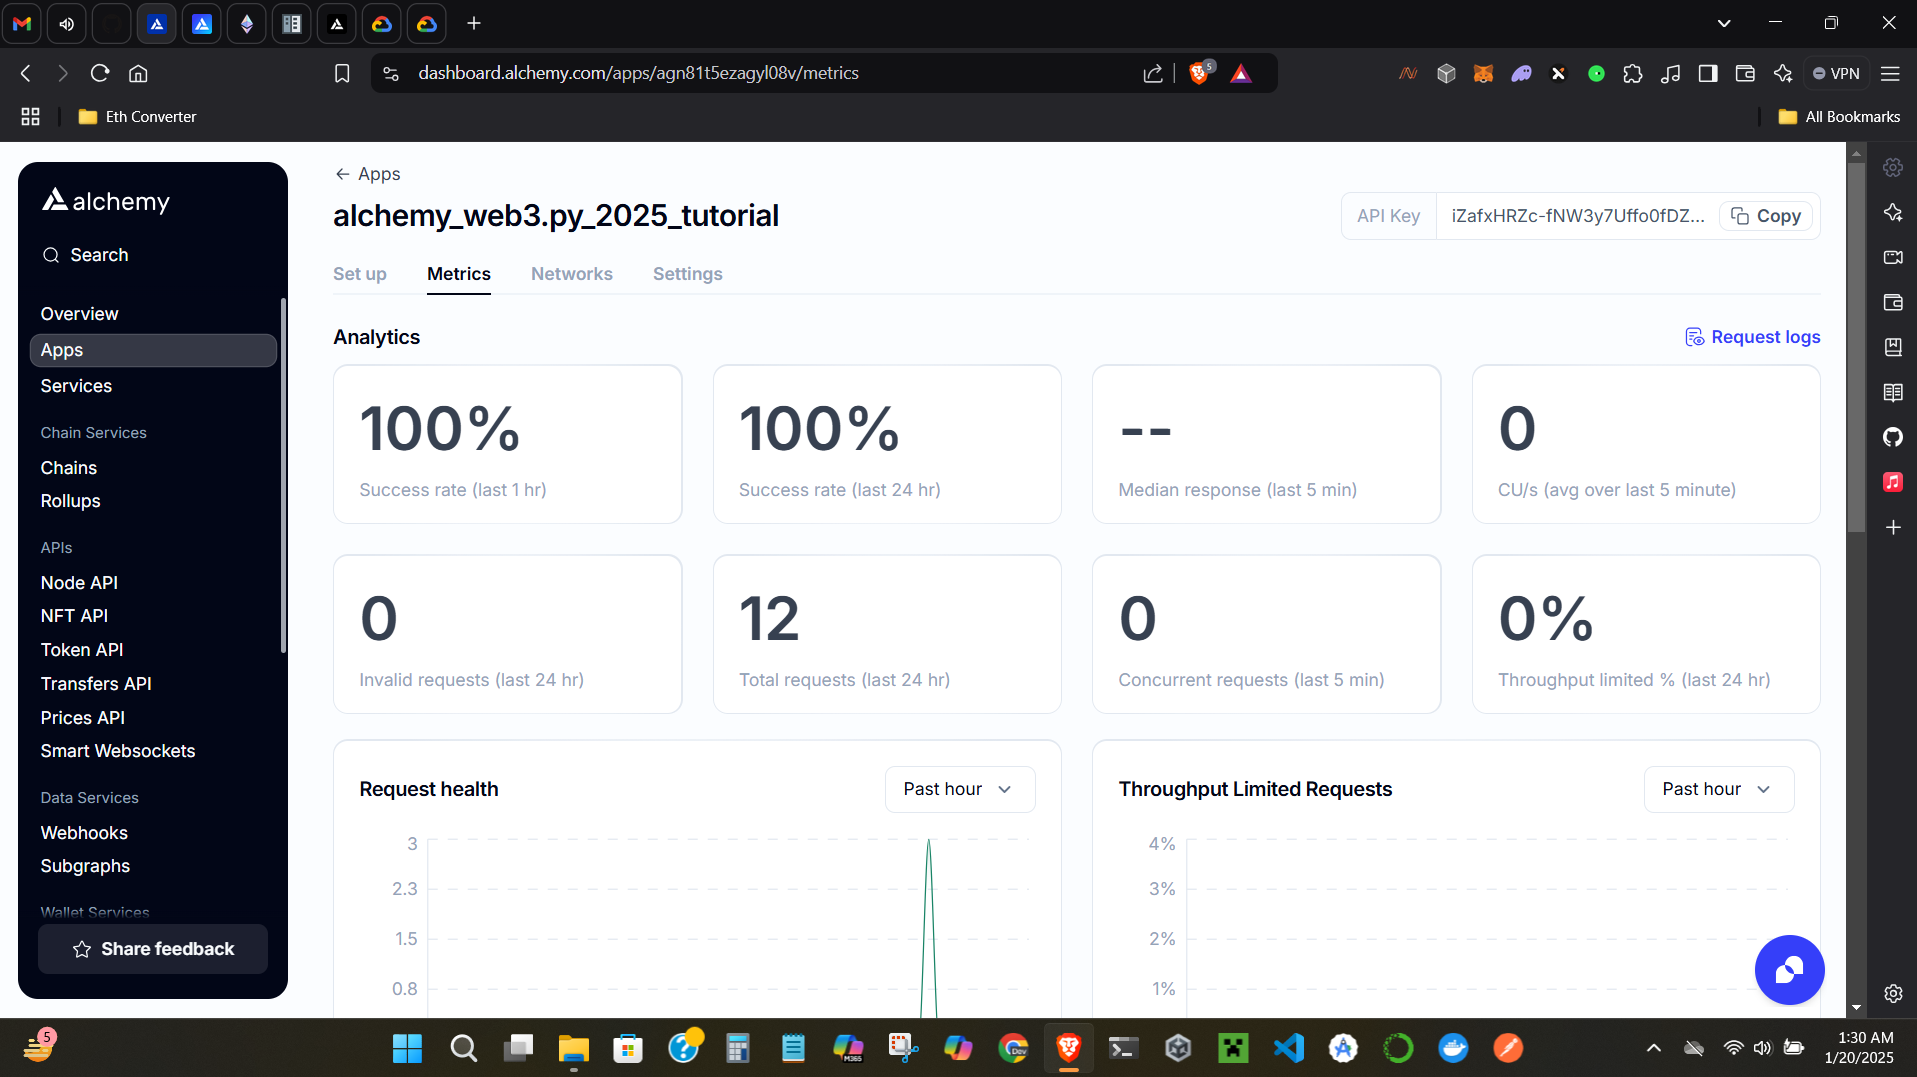 dashboard.alchemy.com/apps/agn81t5ezagyl08v/metrics
5
VPN
Eth Converter
All Bookmarks
alchemy
Search
Overview
Apps
Services
Chain Services
Chains
Rollups
APIs
Node API
NFT API
Token API
Transfers API
Prices API
Smart Websockets
Data Services
Webhooks
Subgraphs
Wallet Services
Share feedback
Apps
alchemy_web3.py_2025_tutorial
API Key
iZafxHRZc-fNW3y7Uffo0fDZ...
Copy
Set up
Metrics
Networks
Settings
Analytics
Request logs
100%
Success rate (last 1 hr)
100%
Success rate (last 24 hr)
--
Median response (last 5 min)
0
CU/s (avg over last 5 minute)
0
Invalid requests (last 24 hr)
12
Total requests (last 24 hr)
0
Concurrent requests (last 5 min)
0%
Throughput limited % (last 24 hr)
Request health
Past hour
3
2.3
1.5
0.8
Throughput Limited Requests
Past hour
4%
3%
2%
1%
5
M365
Dev
1:30 AM
1/20/2025